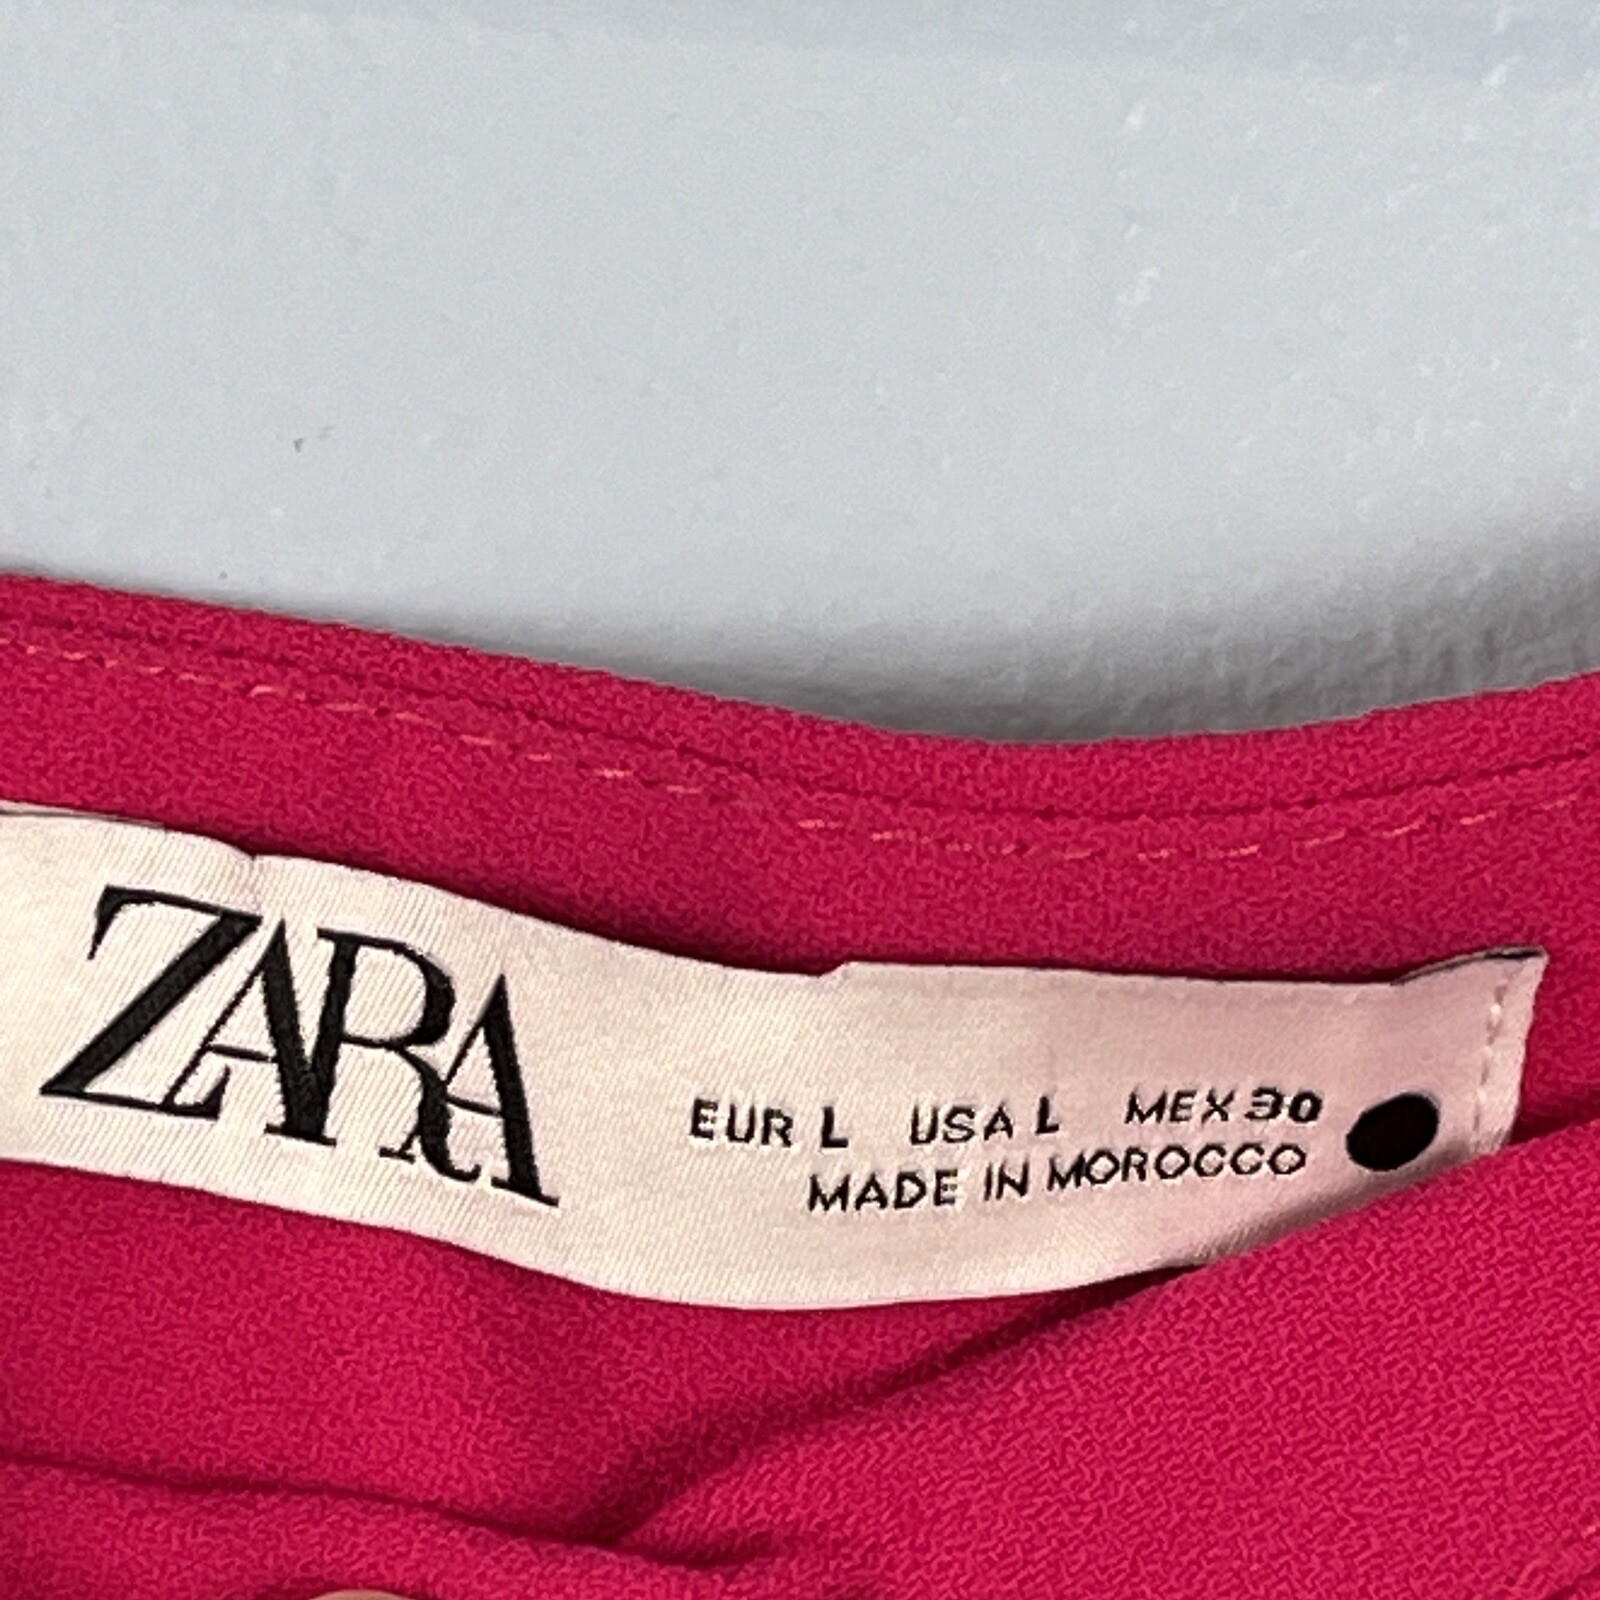 ZARA
EUR L USA L MEX 30
MADE IN MOROCCO